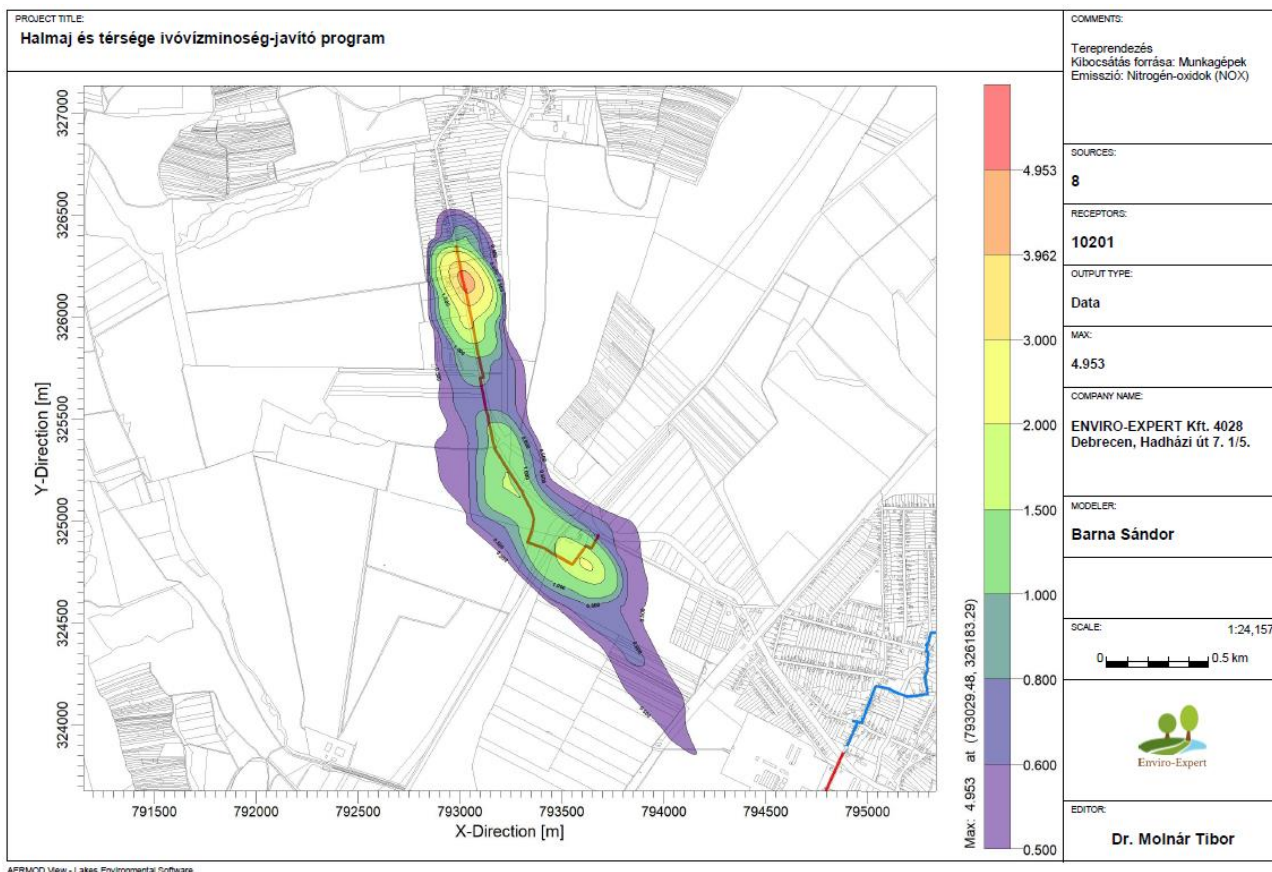 PROJECT TITLE:
Halmaj és térsége ivóvízminoség-javító program
COMMENTS:
Tereprendezés
Kibocsátás forrása: Munkagépek
Emisszió: Nitrogén-oxidok (NOX)
SOURCES:
8
RECEPTORS:
10201
OUTPUT TYPE:
Data
MAX:
4.953
COMPANY NAME:
ENVIRO-EXPERT Kft. 4028
Debrecen, Hadházi út 7. 1/5.
MODELER:
Barna Sándor
SCALE:
1:24,157
0
0.5 km
Enviro-Expert
EDITOR:
Dr. Molnár Tibor
Y-Direction [m]
327000
326500
326000
325500
325000
324500
324000
791500
792000
792500
793000
793500
794000
794500
795000
X-Direction [m]
4.953
3.962
3.000
2.000
1.500
1.000
0.800
0.600
0.500
Max: 4.953 at (793029.48, 326183.29)
AERMOD View - Lakes Environmental Software